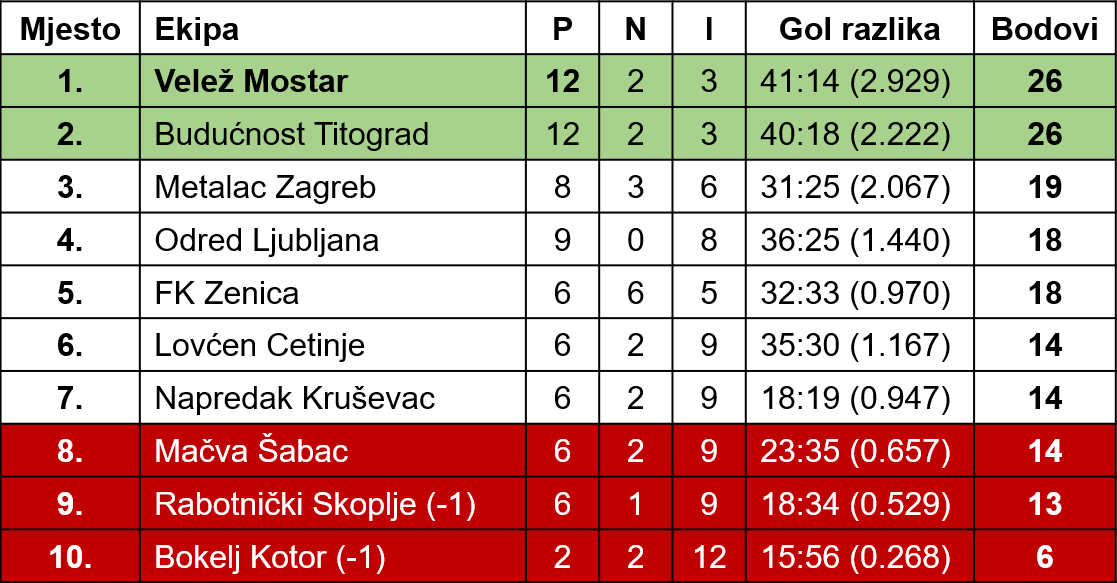 Mjesto Ekipa P N I Gol razlika Bodovi
1. Velež Mostar 12 2 3 41:14 (2.929) 26
2. Budućnost Titograd 12 2 3 40:18 (2.222) 26
3. Metalac Zagreb 8 3 6 31:25 (2.067) 19
4. Odred Ljubljana 9 0 8 36:25 (1.440) 18
5. FK Zenica 6 6 5 32:33 (0.970) 18
6. Lovćen Cetinje 6 2 9 35:30 (1.167) 14
7. Napredak Kruševac 6 2 9 18:19 (0.947) 14
8. Mačva Šabac 6 2 9 23:35 (0.657) 14
9. Rabotnički Skoplje (-1) 6 1 9 18:34 (0.529) 13
10. Bokelj Kotor (-1) 2 2 12 15:56 (0.268) 6